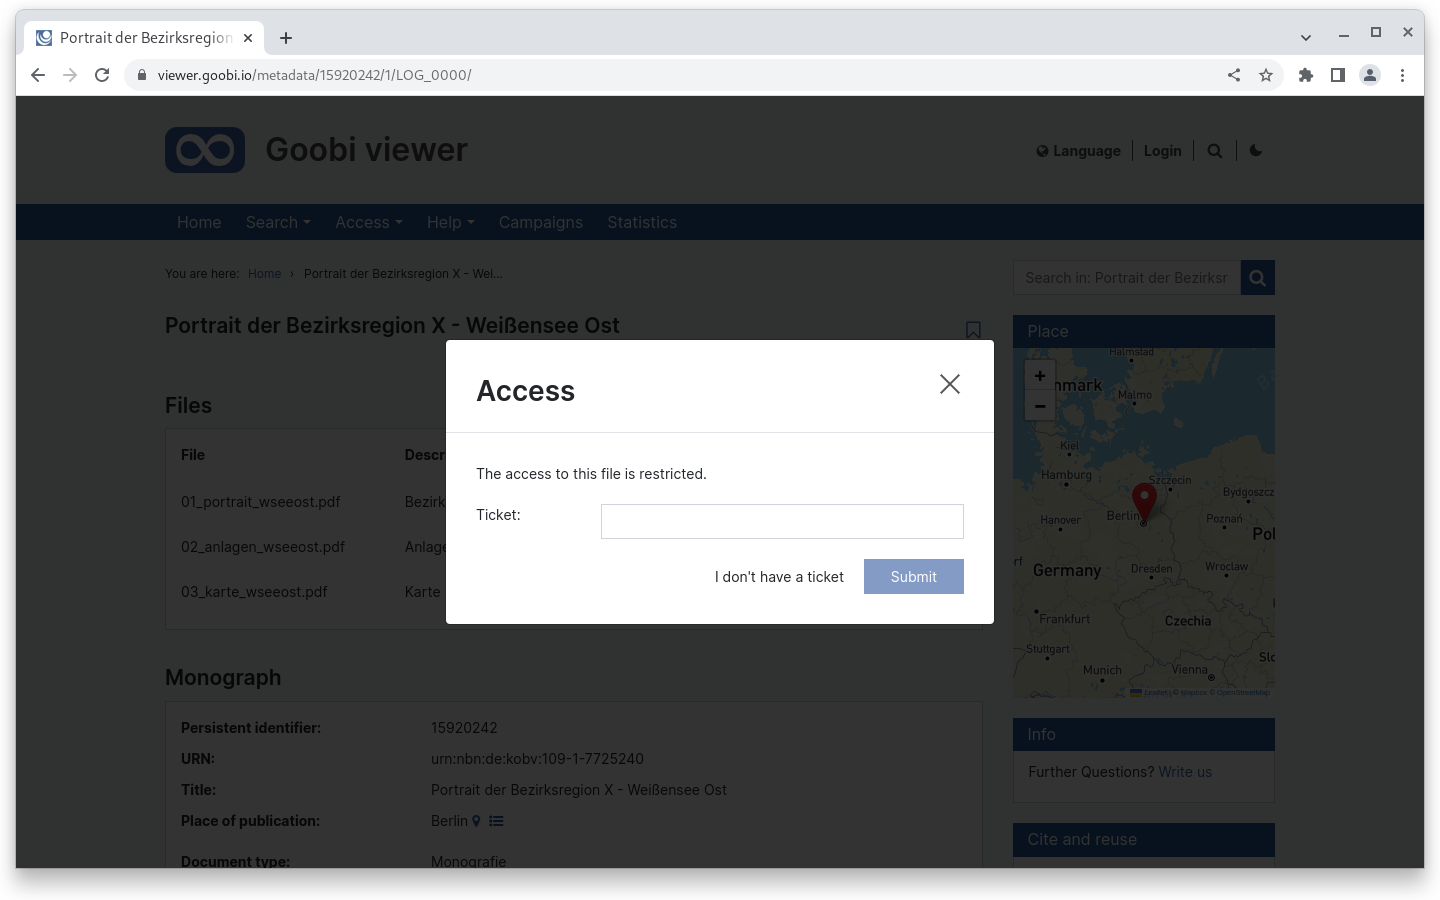 Portrait der Bezirksregion
viewer.goobi.io/metadata/15920242/1/LOG_0000/
Goobi viewer
Language
Login
Home
Search
Access
Help
Campaigns
Statistics
You are here: Home › Portrait der Bezirksregion X - Wei...
Search in: Portrait der Bezirksr
Portrait der Bezirksregion X - Weißensee Ost
Files
File
Descr
01_portrait_wseeost.pdf
Bezirk
02_anlagen_wseeost.pdf
Anlage
03_karte_wseeost.pdf
Karte
Access
The access to this file is restricted.
Ticket:
I don't have a ticket
Submit
Monograph
Persistent identifier: 15920242
URN: urn:nbn:de:kobv:109-1-7725240
Title: Portrait der Bezirksregion X - Weißensee Ost
Place of publication: Berlin
Document type: Monografie
Place
+
−
Halmstad
nmark
Malmo
Kiel
Hamburg
Szczecin
Bydgoszcz
Berlin
Hanover
Poznań
Pol
rf
Germany
Dresden
Wroclaw
Frankfurt
Czechia
Stuttgart
Munich
Vienna
Slo
Leaflet | © Mapbox © OpenStreetMap
Info
Further Questions? Write us
Cite and reuse